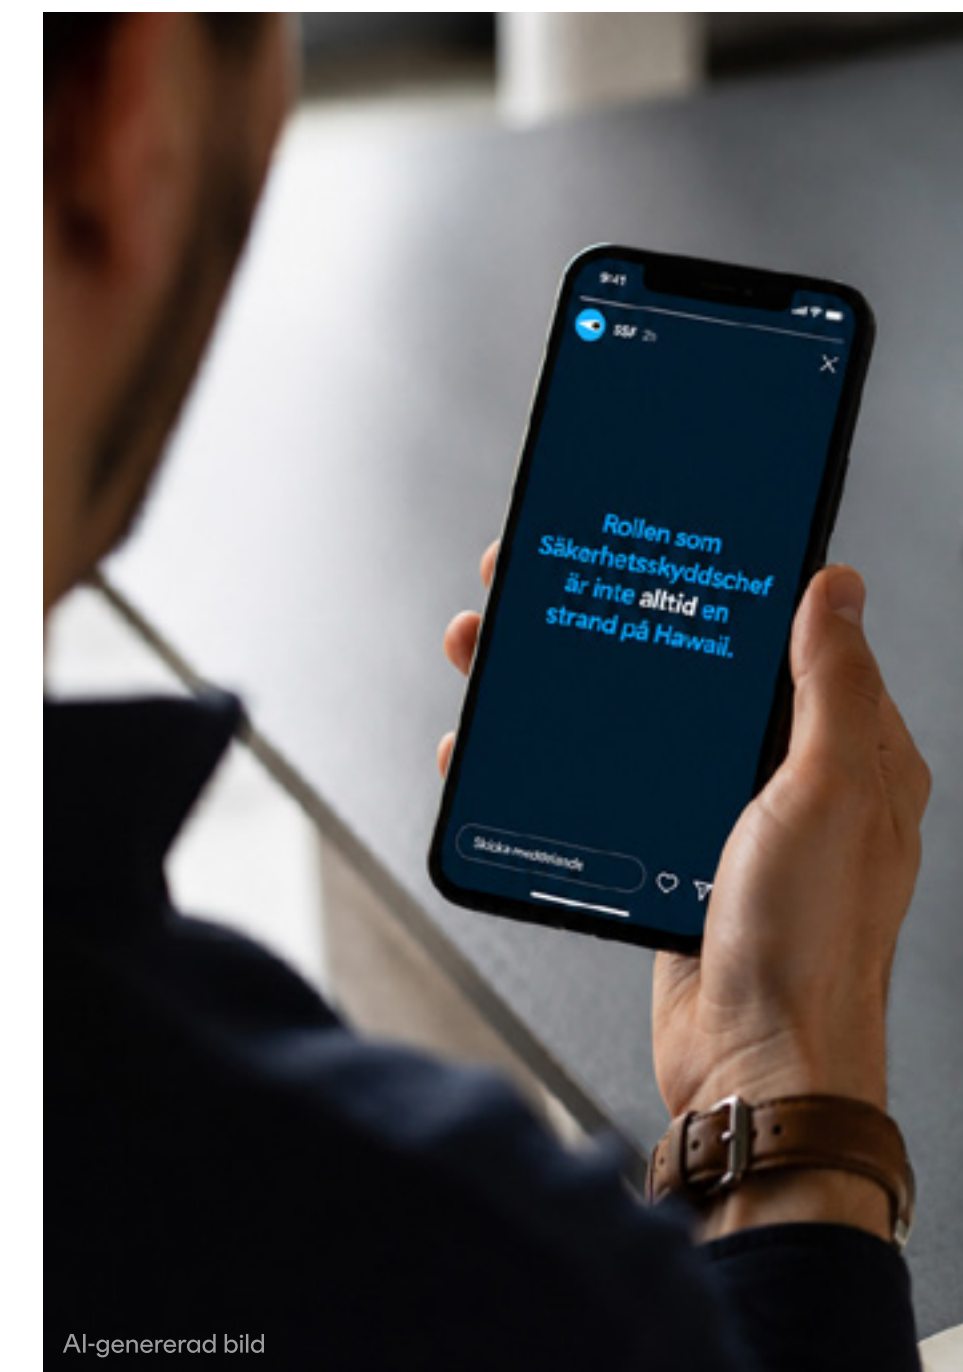 9:41
SSF 2h
Rollen som
Säkerhetsskyddschef
är inte alltid en
strand på Hawaii.
Skicka meddelande
AI-genererad bild